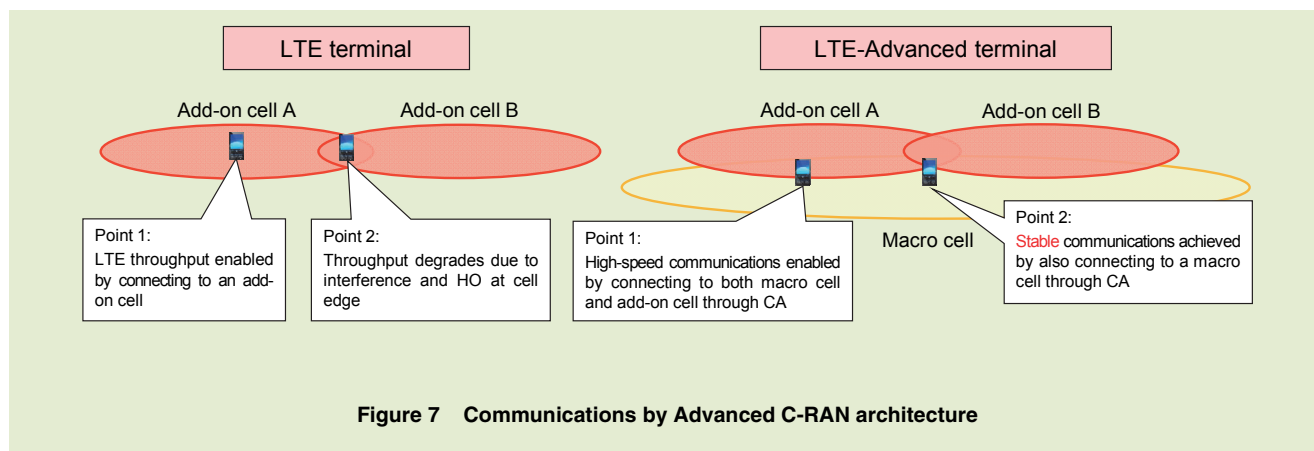 LTE terminal
Add-on cell A
Add-on cell B
Point 1:
LTE throughput enabled
by connecting to an add-
on cell
Point 2:
Throughput degrades due to
interference and HO at cell
edge
LTE-Advanced terminal
Add-on cell A
Add-on cell B
Macro cell
Point 1:
High-speed communications enabled
by connecting to both macro cell
and add-on cell through CA
Point 2:
Stable communications achieved
by also connecting to a macro
cell through CA
Figure 7 Communications by Advanced C-RAN architecture